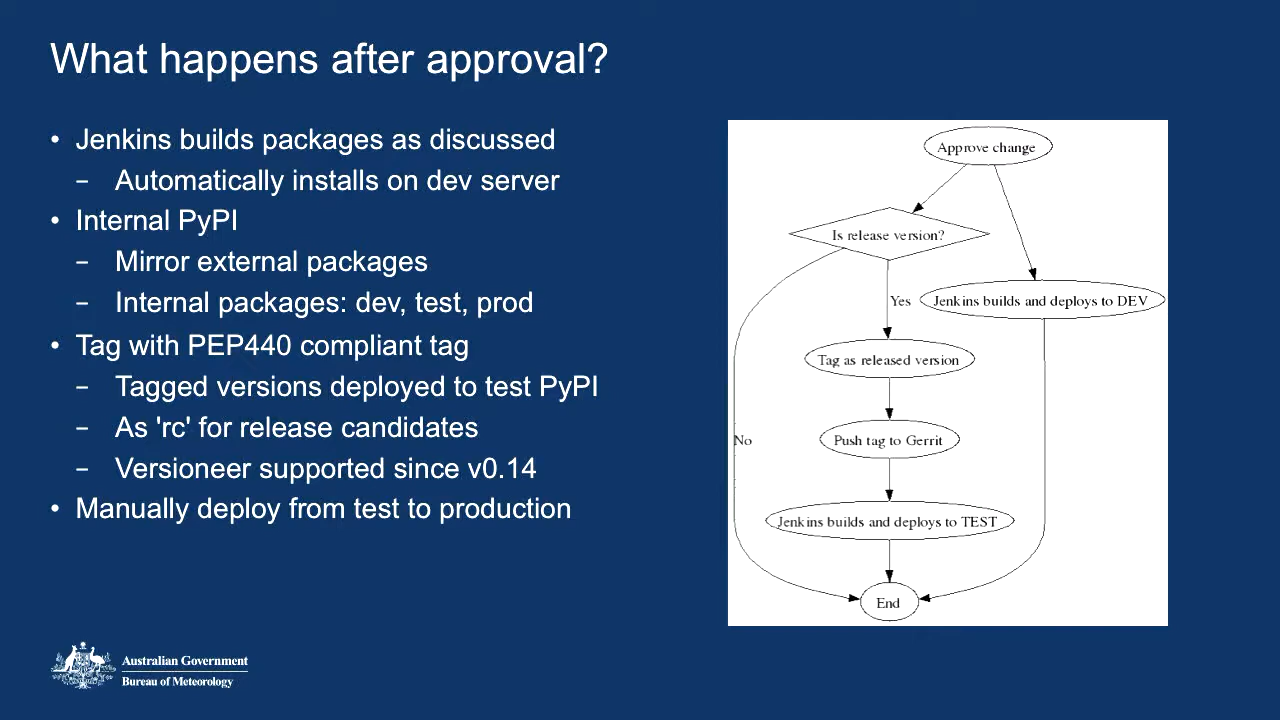 What happens after approval?
• Jenkins builds packages as discussed
– Automatically installs on dev server
• Internal PyPI
– Mirror external packages
– Internal packages: dev, test, prod
• Tag with PEP440 compliant tag
– Tagged versions deployed to test PyPI
– As 'rc' for release candidates
– Versioneer supported since v0.14
• Manually deploy from test to production
Approve change
Is release version?
Yes
Jenkins builds and deploys to DEV
Tag as released version
No
Push tag to Gerrit
Jenkins builds and deploys to TEST
End
Australian Government
Bureau of Meteorology